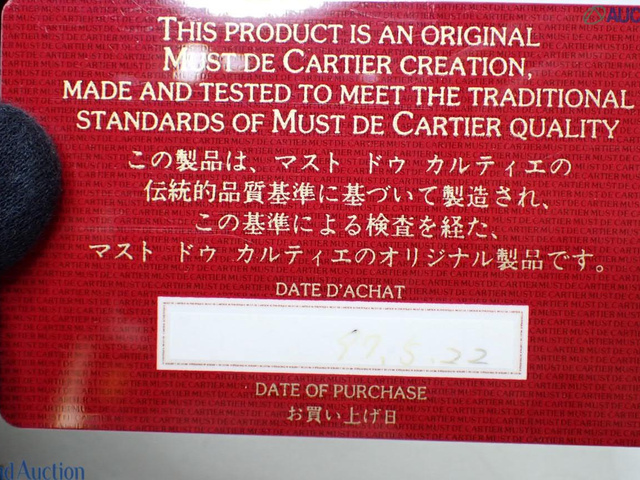 THIS PRODUCT IS AN ORIGINAL
MUST DE CARTIER CREATION,
MADE AND TESTED TO MEET THE TRADITIONAL
STANDARDS OF MUST DE CARTIER QUALITY
この製品は、マスト ドゥ カルティエの
伝統的品質基準に基づいて製造され、
この基準による検査を経た、
マスト ドゥ カルティエのオリジナル製品です。
DATE D'ACHAT
97.5.22
DATE OF PURCHASE
お買い上げ日
Auction